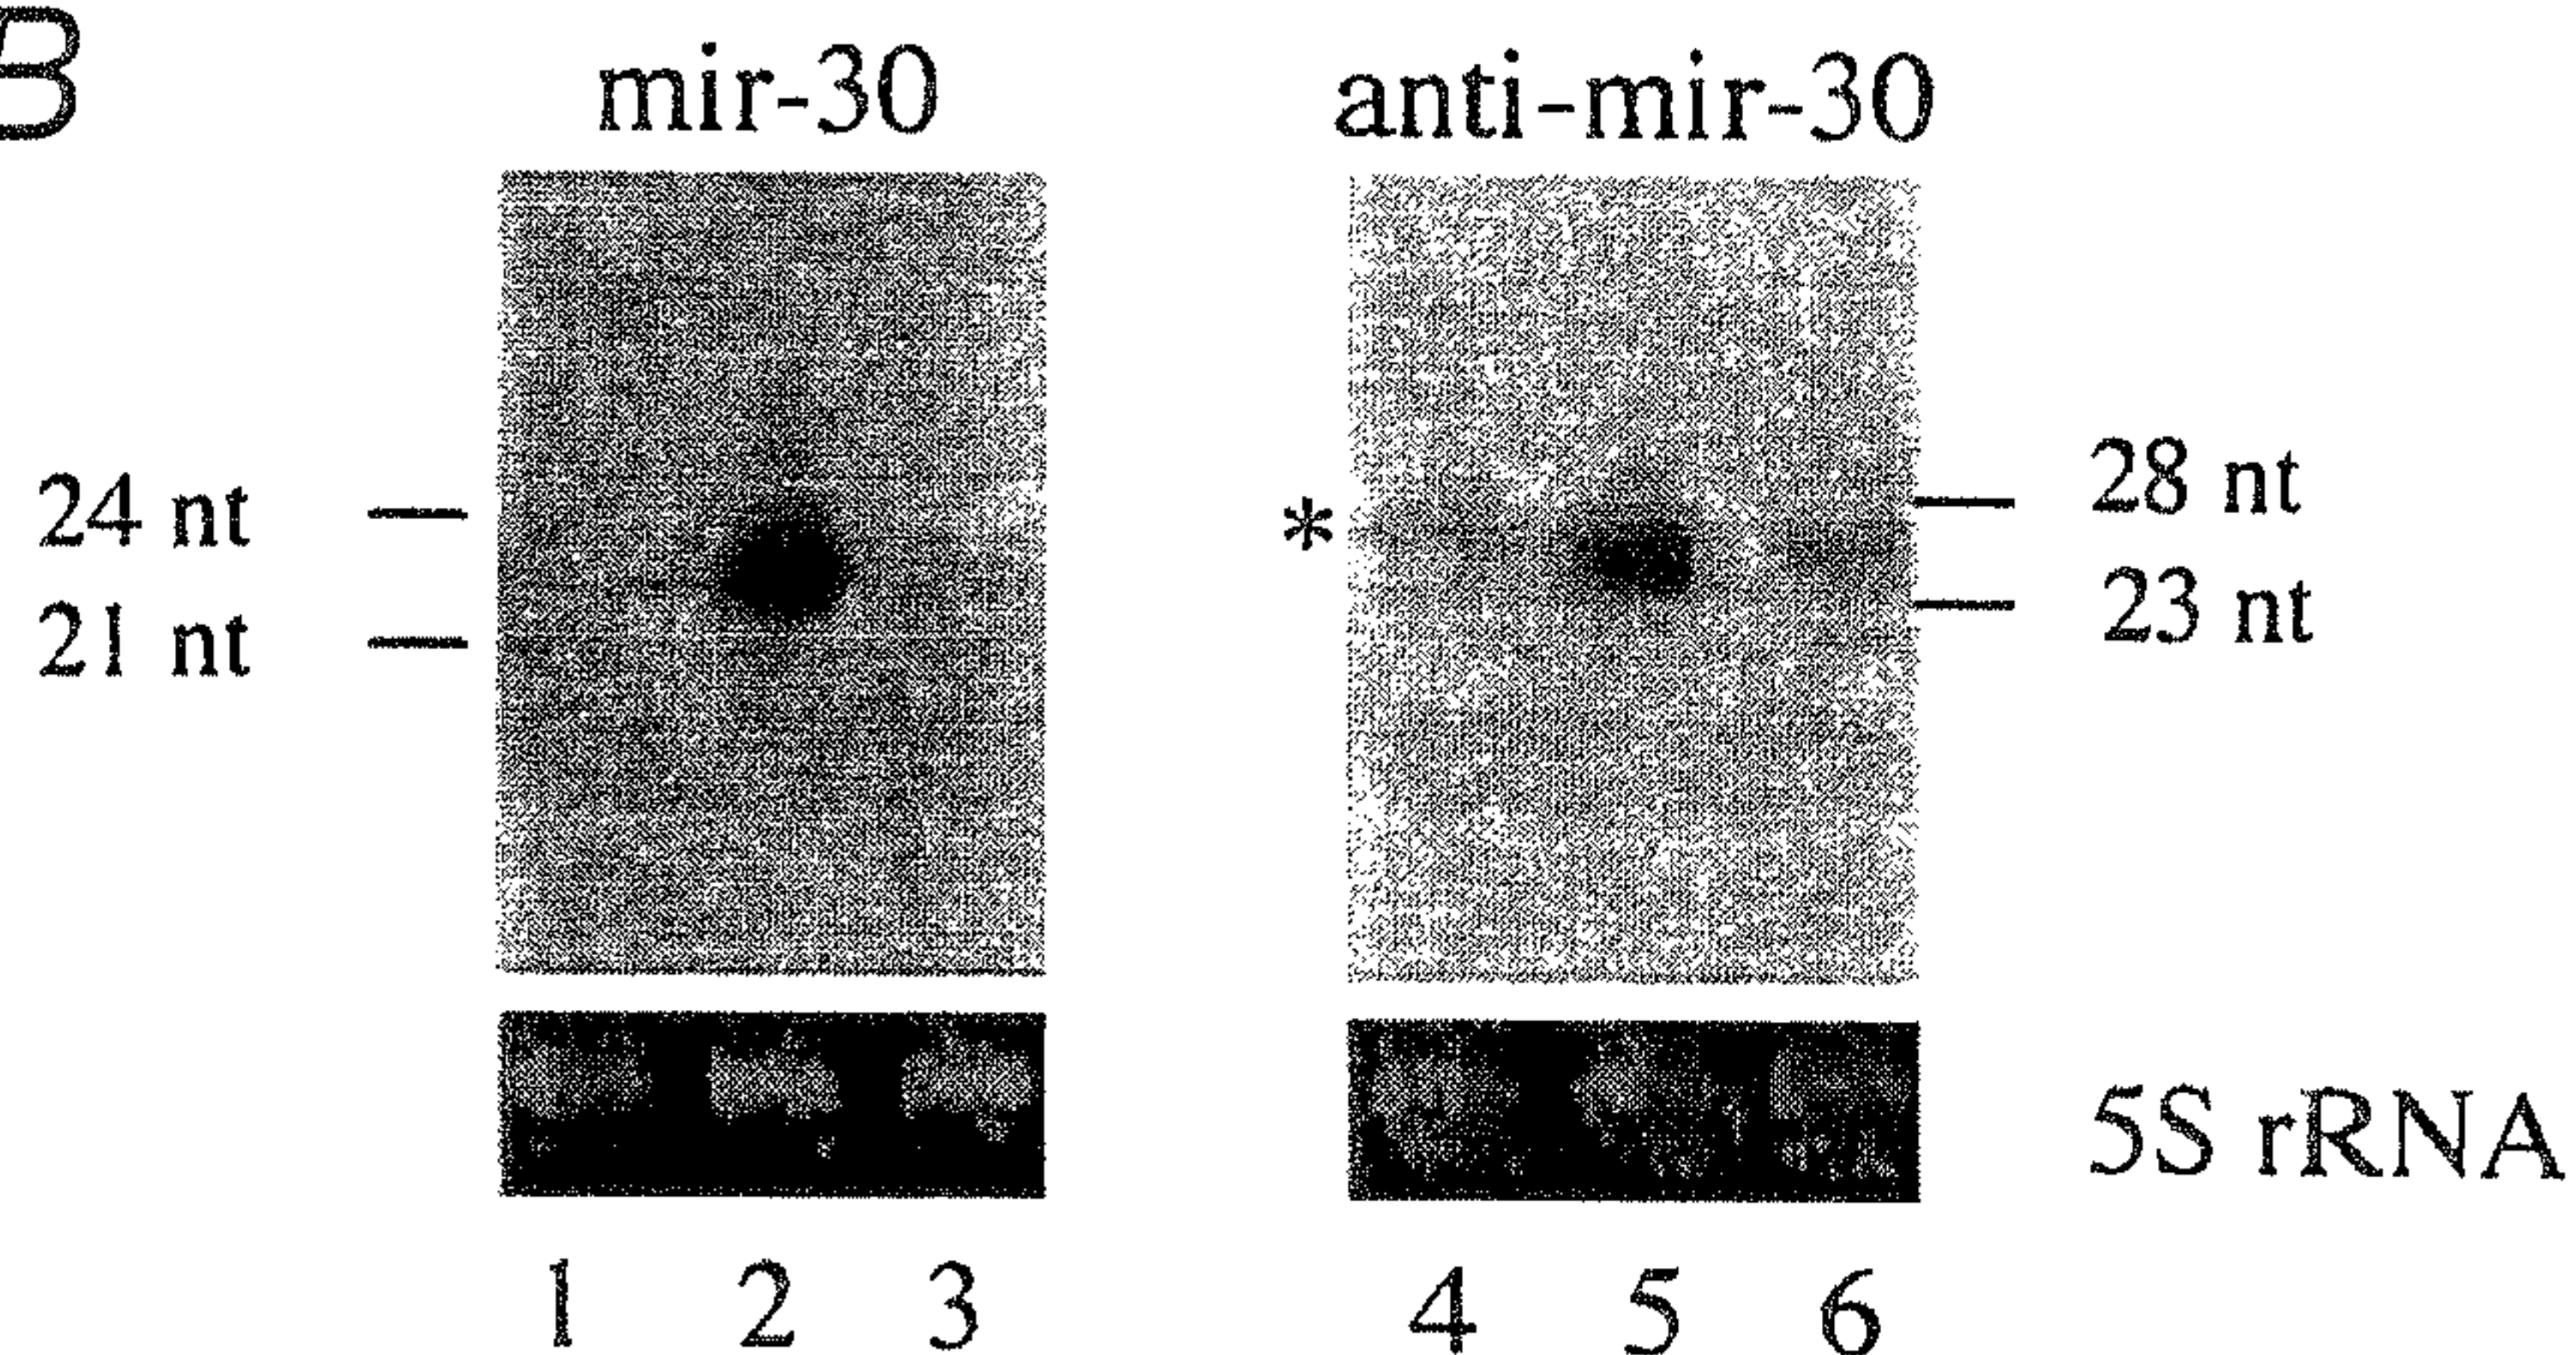 B
mir-30 anti-mir-30
24 nt * 28 nt
21 nt 23 nt
5S rRNA
1 2 3 4 5 6